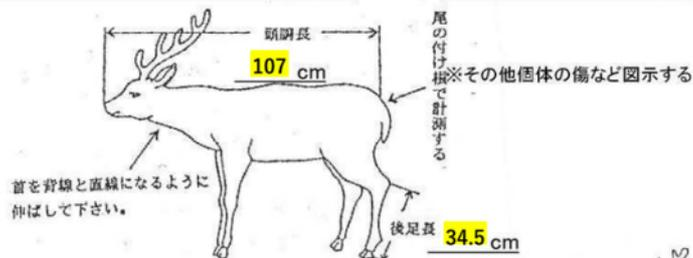 頭胴長
107 cm
尾の付け根で計測する
※その他個体の傷など図示する
首を背線と直線になるように
伸ばして下さい。
後足長
34.5 cm